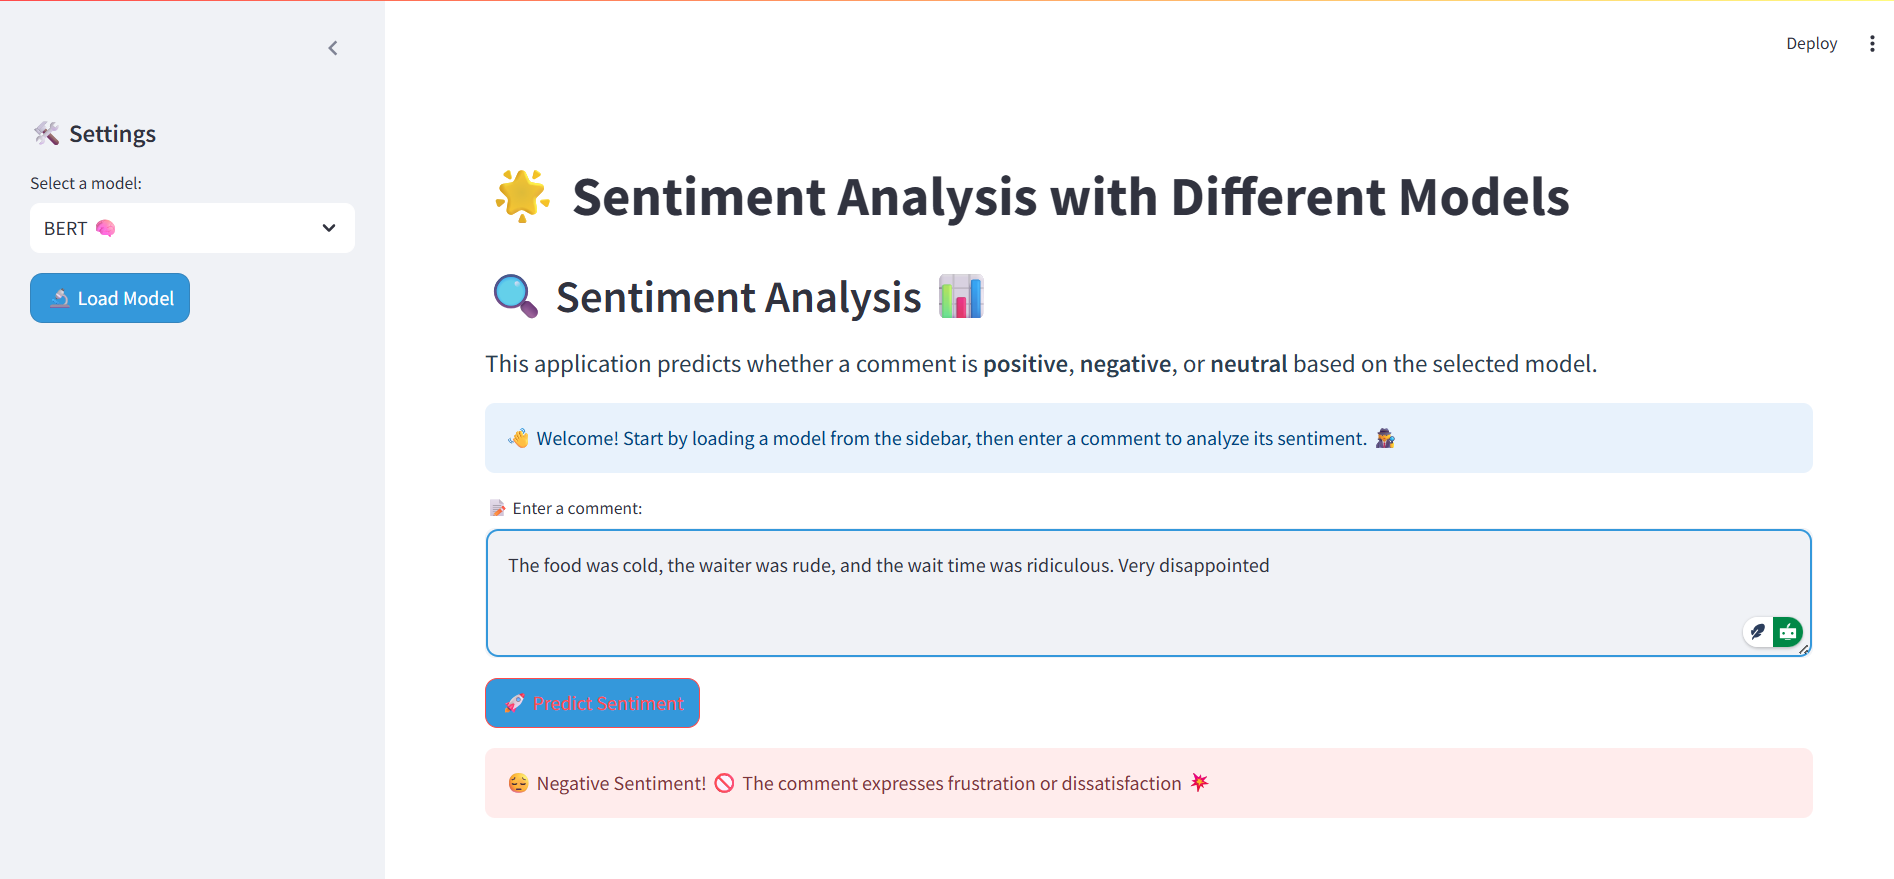 Deploy
🛠️ Settings
Select a model:
BERT 🧠
🔬 Load Model
🌟 Sentiment Analysis with Different Models
🔍 Sentiment Analysis 📊
This application predicts whether a comment is positive, negative, or neutral based on the selected model.
👋 Welcome! Start by loading a model from the sidebar, then enter a comment to analyze its sentiment. 🕵️
📝 Enter a comment:
The food was cold, the waiter was rude, and the wait time was ridiculous. Very disappointed
🚀 Predict Sentiment
😔 Negative Sentiment! 🚫 The comment expresses frustration or dissatisfaction 💥